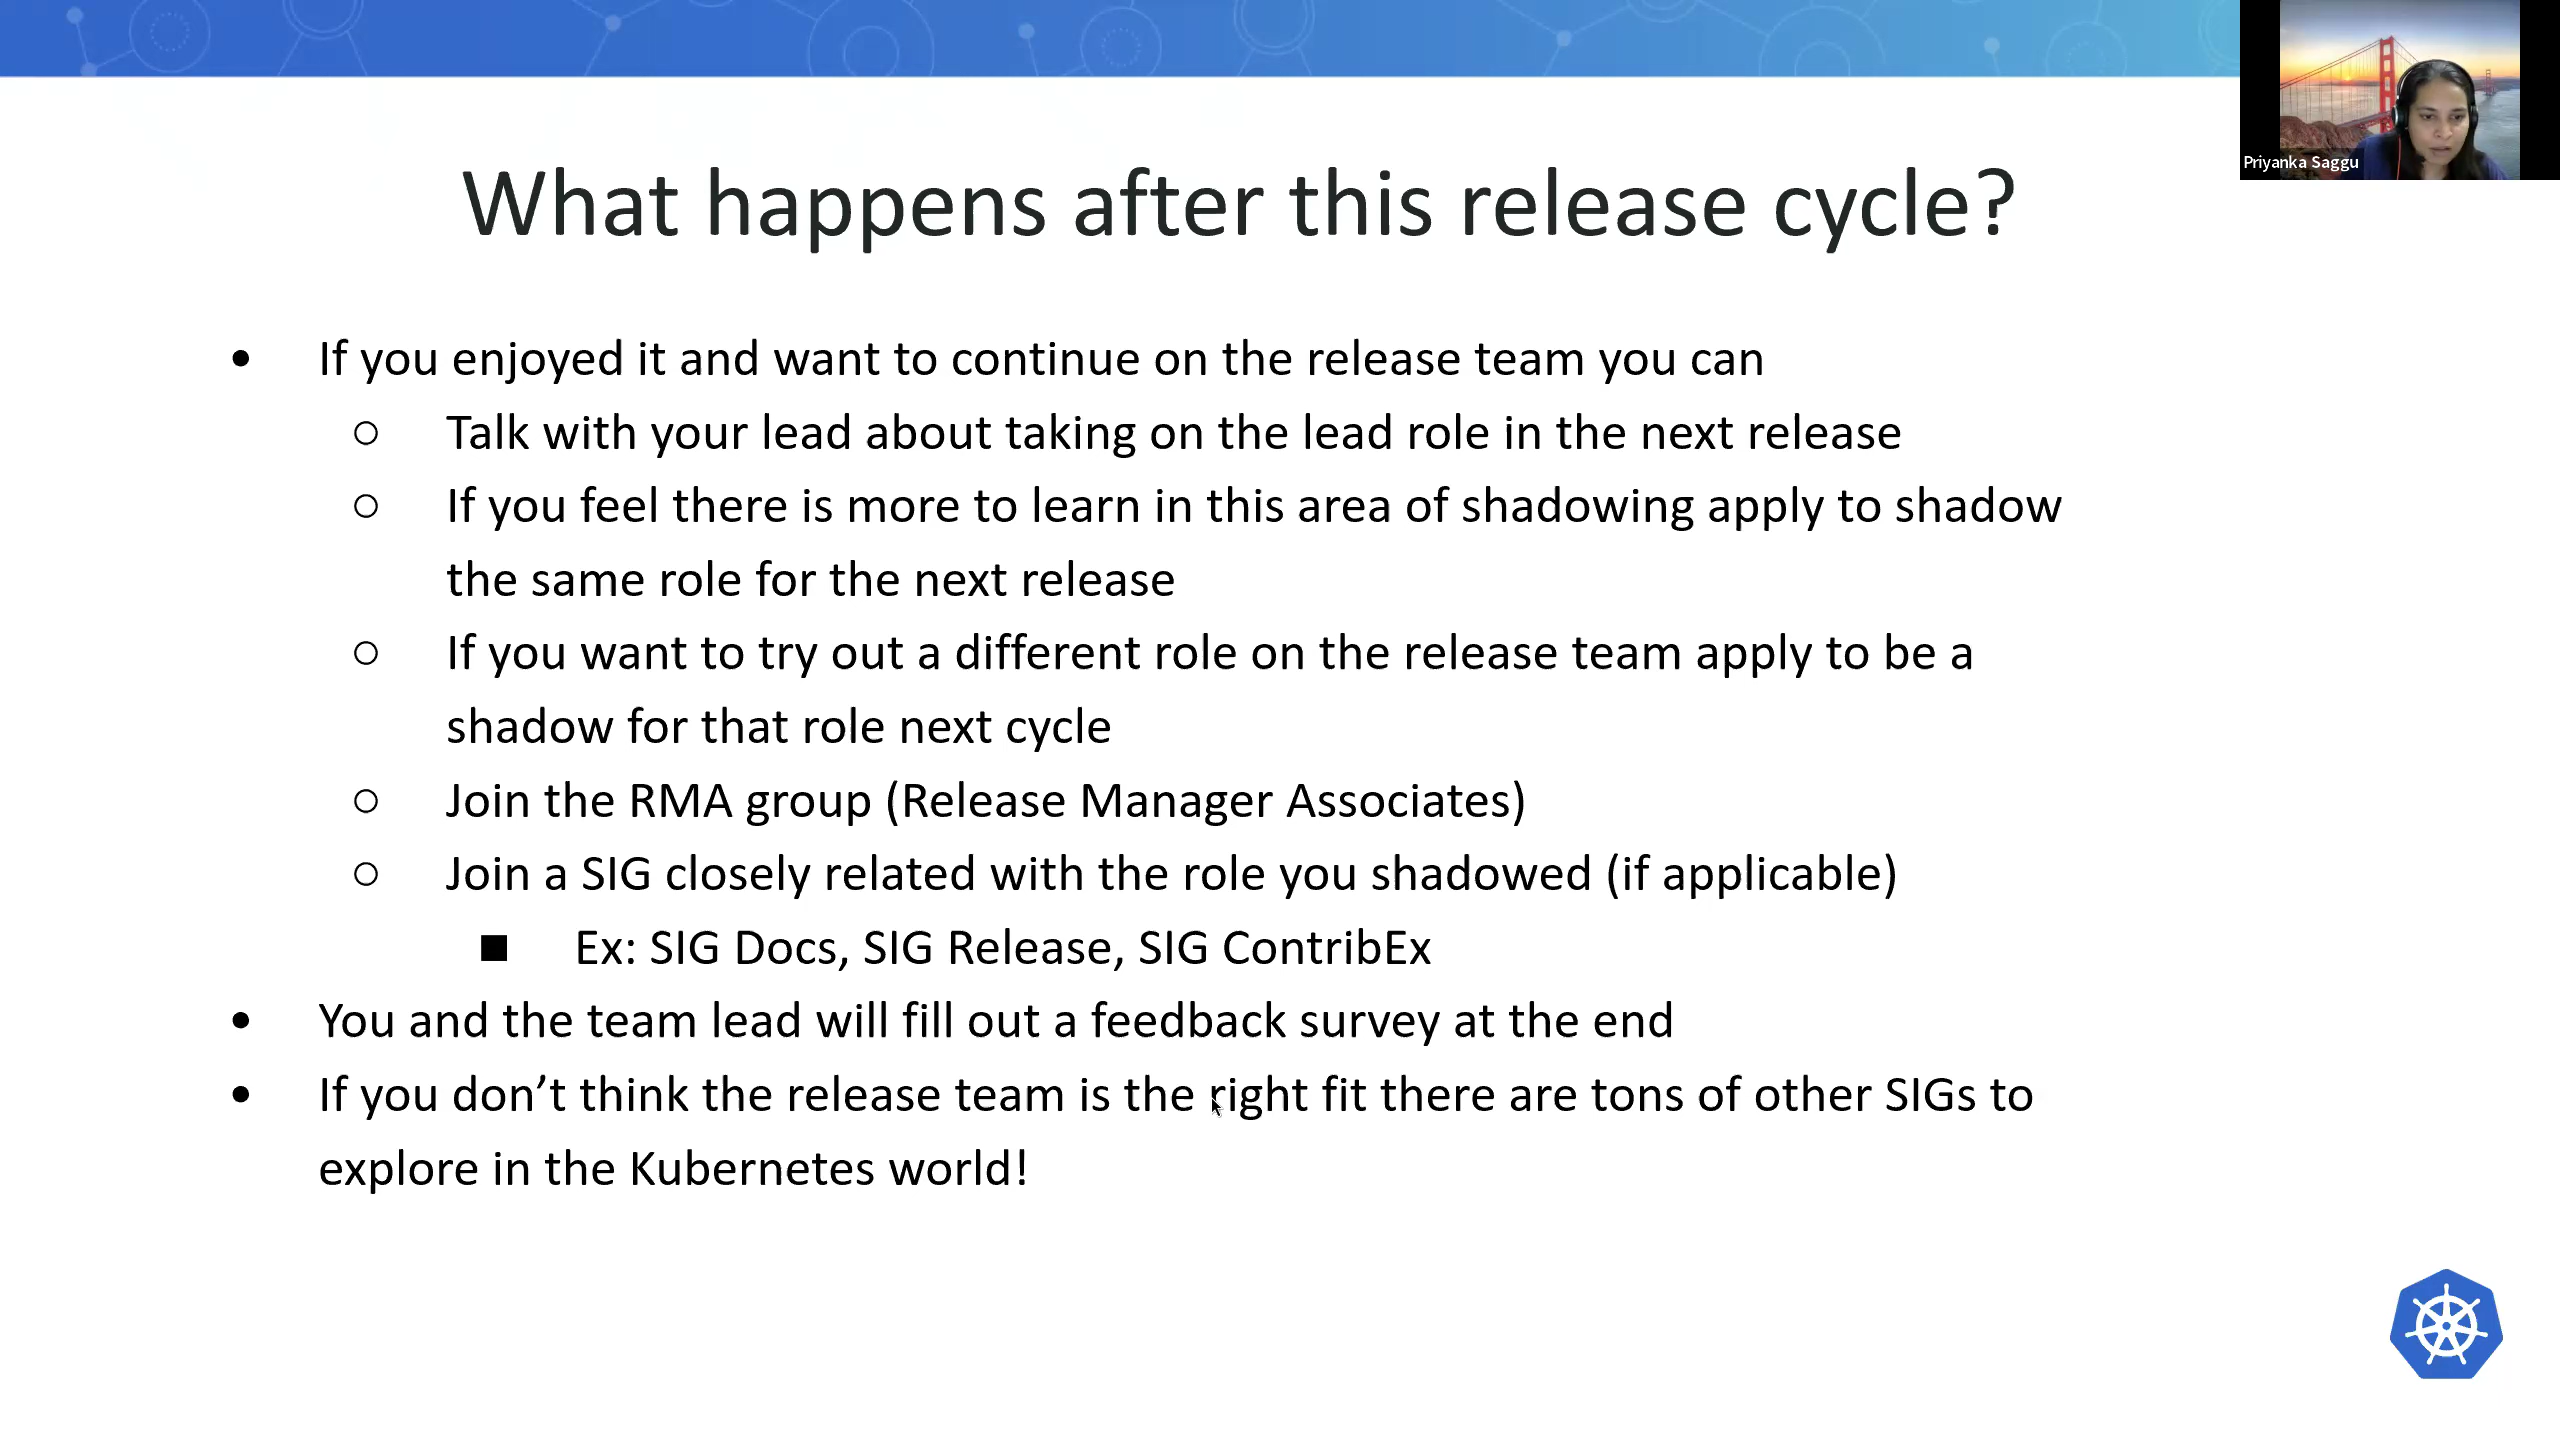 Priyanka Saggu
What happens after this release cycle?
● If you enjoyed it and want to continue on the release team you can
○ Talk with your lead about taking on the lead role in the next release
○ If you feel there is more to learn in this area of shadowing apply to shadow
the same role for the next release
○ If you want to try out a different role on the release team apply to be a
shadow for that role next cycle
○ Join the RMA group (Release Manager Associates)
○ Join a SIG closely related with the role you shadowed (if applicable)
■ Ex: SIG Docs, SIG Release, SIG ContribEx
● You and the team lead will fill out a feedback survey at the end
● If you don’t think the release team is the right fit there are tons of other SIGs to
explore in the Kubernetes world!